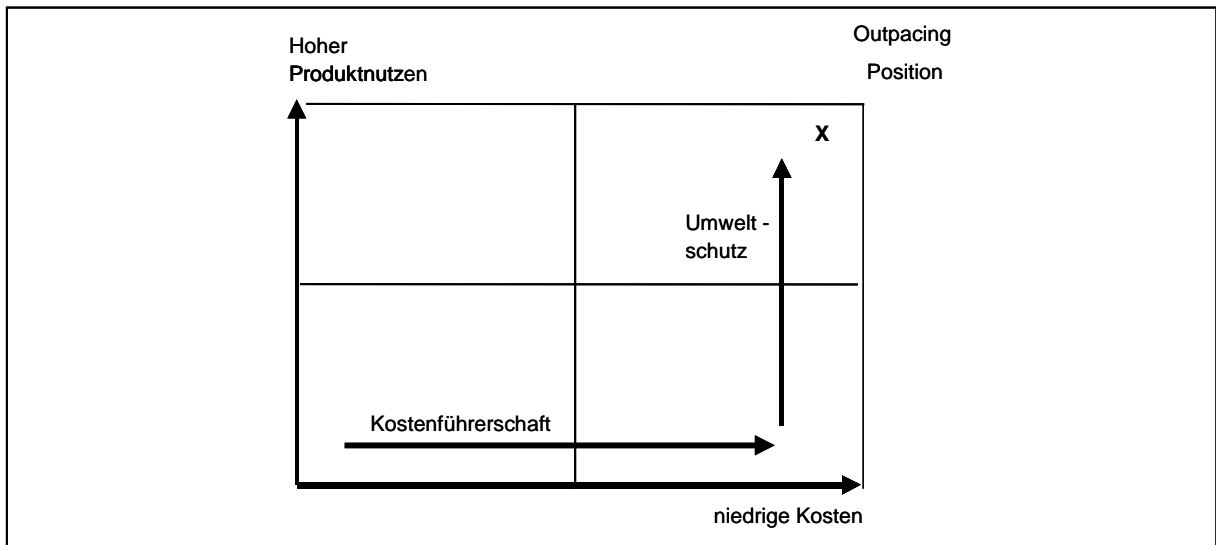 Hoher
Produktnutzen
Outpacing
Position
X
Umwelt -
schutz
Kostenführerschaft
niedrige Kosten